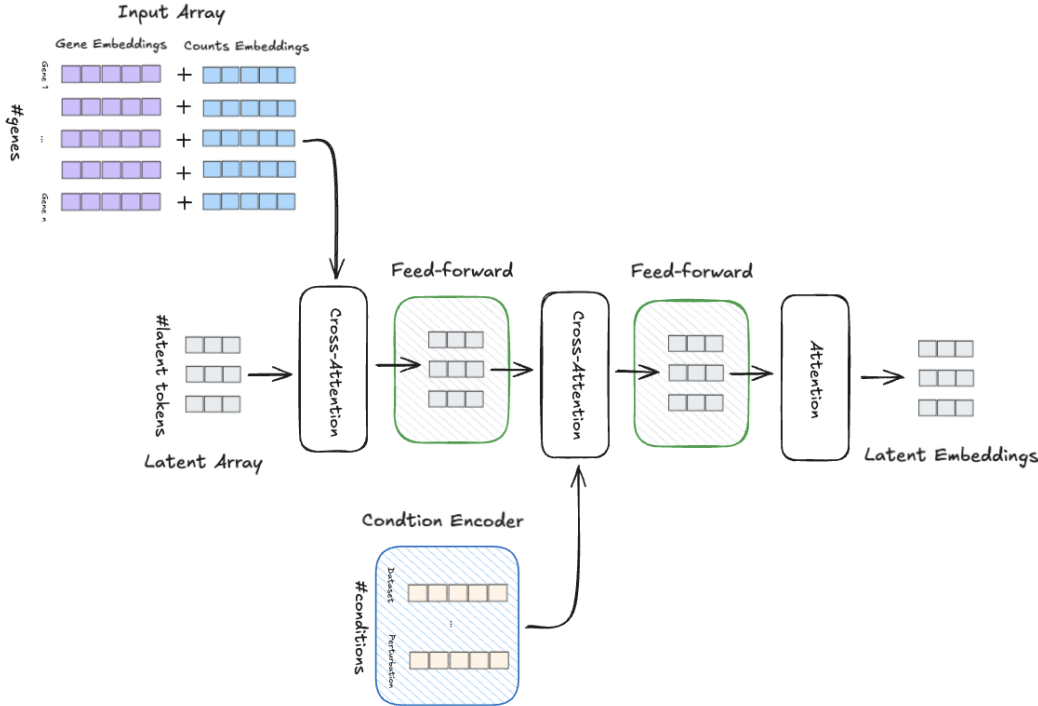 Input Array
Gene Embeddings
Counts Embeddings
Gene 1
+
+
#genes
...
+
+
Gene n
+
Feed-forward
Feed-forward
#latent tokens
Cross-Attention
Cross-Attention
Attention
Latent Array
Latent Embeddings
Condtion Encoder
#conditions
Dataset
...
Perturbation